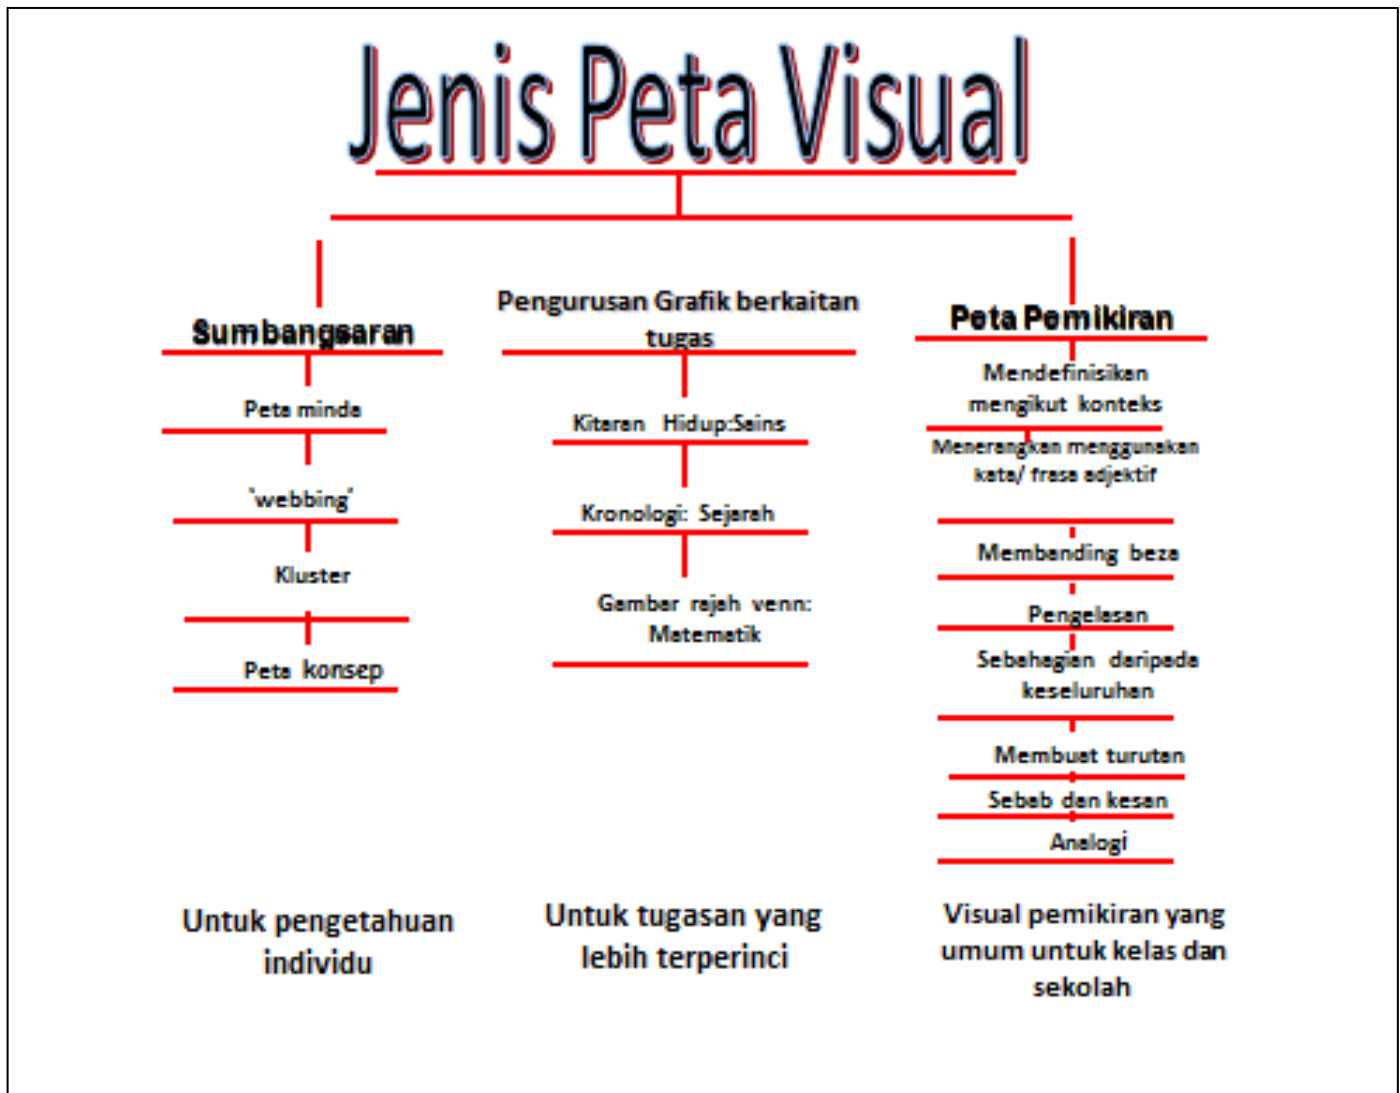 Jenis Peta Visual
Sumbangsaran
Peta minda
'webbing'
Kluster
Peta konsep
Untuk pengetahuan
individu
Pengurusan Grafik berkaitan
tugas
Kitaran Hidup:Sains
Kronologi: Sejarah
Gambar rajah venn:
Matematik
Untuk tugasan yang
lebih terperinci
Peta Pemikiran
Mendefinisikan
mengikut konteks
Menerangkan menggunakan
kata/ frasa adjektif
Membanding beza
Pengelasan
Sebahagian daripada
keseluruhan
Membuat turutan
Sebab dan kesan
Analogi
Visual pemikiran yang
umum untuk kelas dan
sekolah